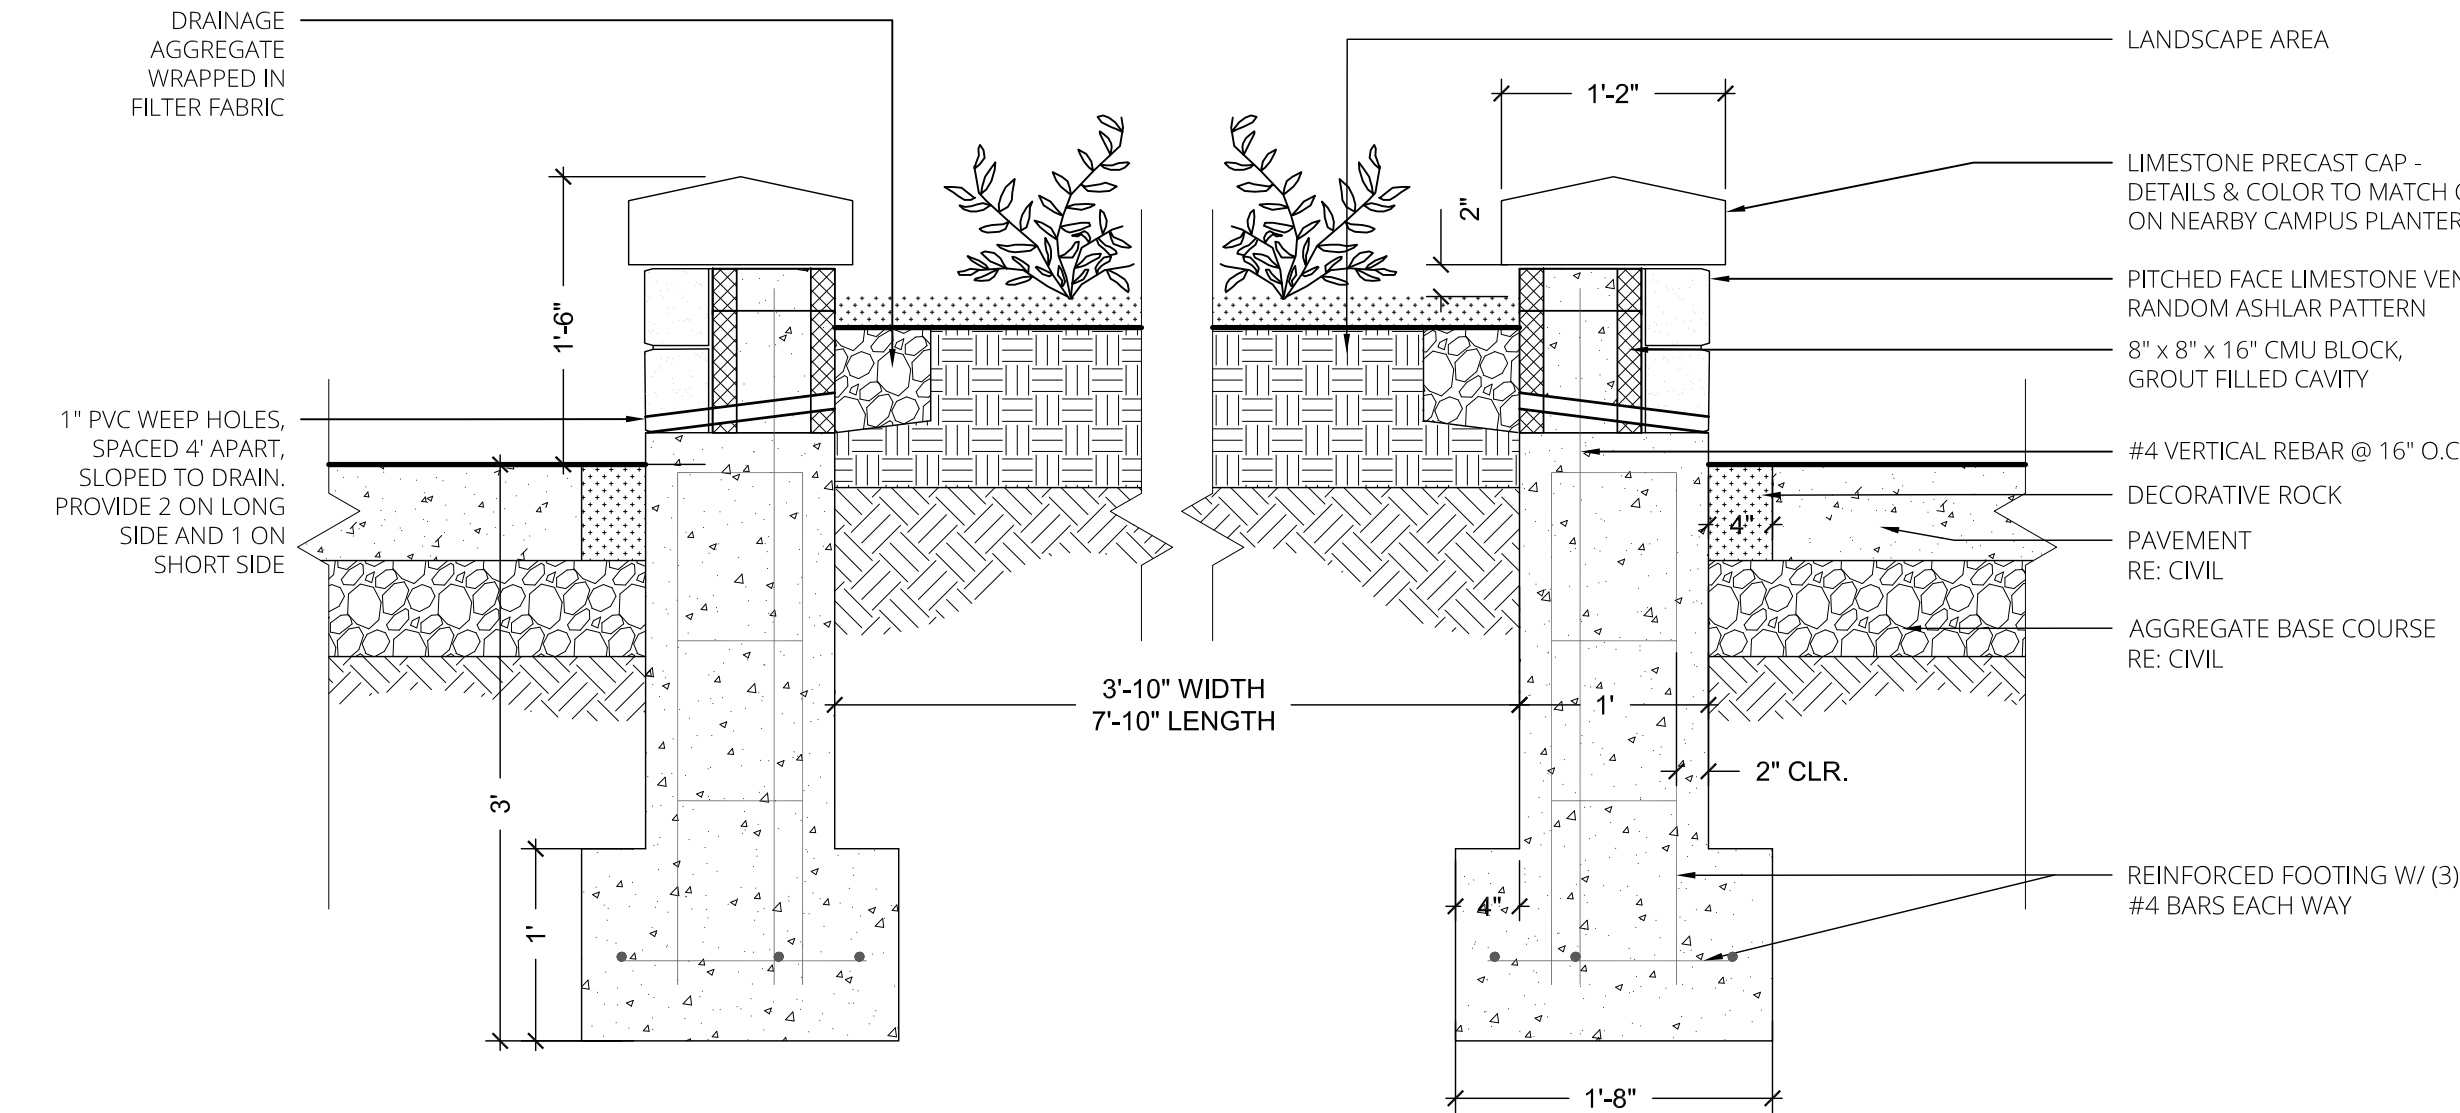 DRAINAGE
AGGREGATE
WRAPPED IN
FILTER FABRIC
1" PVC WEEP HOLES,
SPACED 4' APART,
SLOPED TO DRAIN.
PROVIDE 2 ON LONG
SIDE AND 1 ON
SHORT SIDE
1'-6"
3'
1'
3'-10" WIDTH
7'-10" LENGTH
1'-2"
2"
4"
1'
2" CLR.
4"
1'-8"
LANDSCAPE AREA
LIMESTONE PRECAST CAP -
DETAILS & COLOR TO MATCH
ON NEARBY CAMPUS PLANTER
PITCHED FACE LIMESTONE
RANDOM ASHLAR PATTERN
8" x 8" x 16" CMU BLOCK,
GROUT FILLED CAVITY
#4 VERTICAL REBAR @ 16" O.C
DECORATIVE ROCK
PAVEMENT
RE: CIVIL
AGGREGATE BASE COURSE
RE: CIVIL
REINFORCED FOOTING W/ (3)
#4 BARS EACH WAY